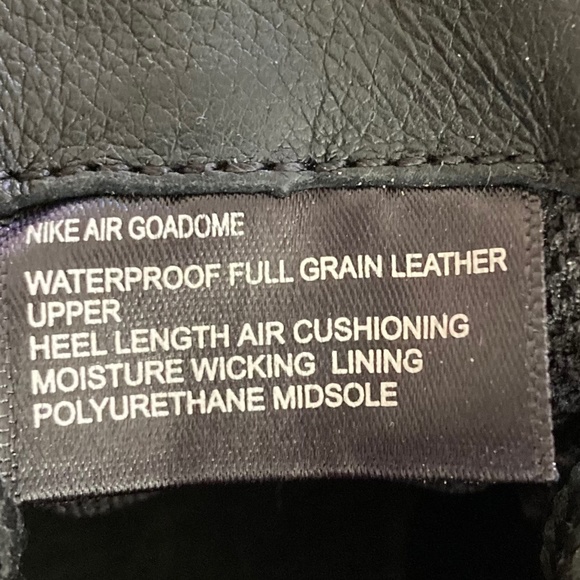 NIKE AIR GOADOME
WATERPROOF FULL GRAIN LEATHER
UPPER
HEEL LENGTH AIR CUSHIONING
MOISTURE WICKING LINING
POLYURETHANE MIDSOLE